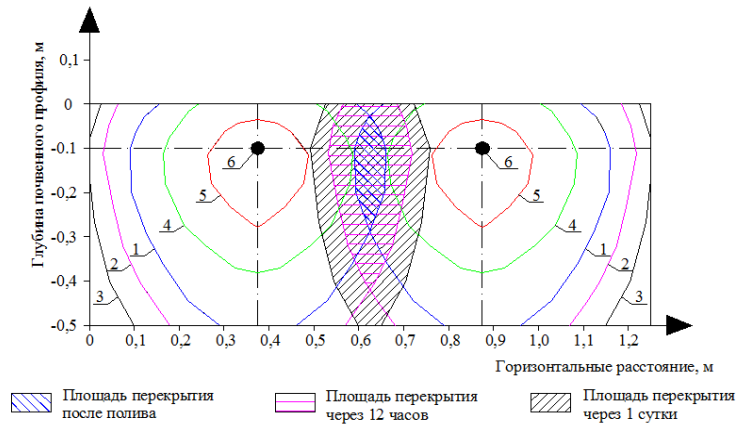 Глубина почвенного профиля, м
0,1
0
-0,1
-0,2
-0,3
-0,4
-0,5
6 6
5 5
4 4
1 1
2 2
3 3
0 0,1 0,2 0,3 0,4 0,5 0,6 0,7 0,8 0,9 1,0 1,1 1,2
Горизонтальные расстояние, м
Площадь перекрытия
после полива
Площадь перекрытия
через 12 часов
Площадь перекрытия
через 1 сутки